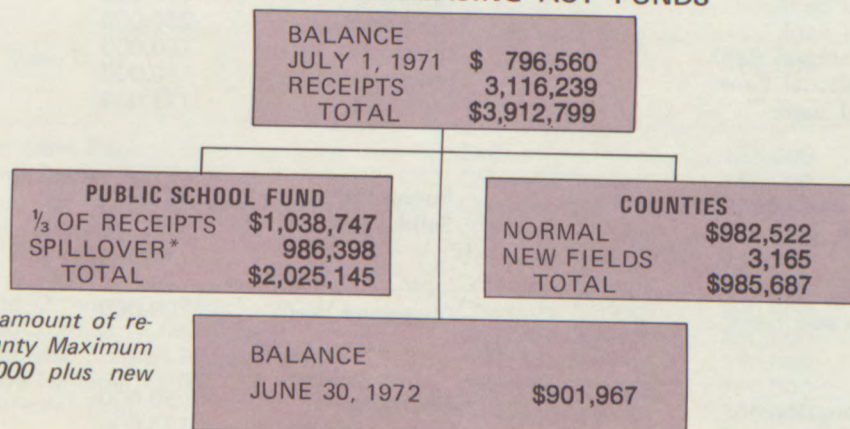 ACT FUNDS
BALANCE
JULY 1, 1971 $ 796,560
RECEIPTS 3,116,239
TOTAL $3,912,799
PUBLIC SCHOOL FUND
⅓ OF RECEIPTS $1,038,747
SPILLOVER* 986,398
TOTAL $2,025,145
COUNTIES
NORMAL $982,522
NEW FIELDS 3,165
TOTAL $985,687
amount of re-
Maximum
000 plus new
BALANCE
JUNE 30, 1972 $901,967